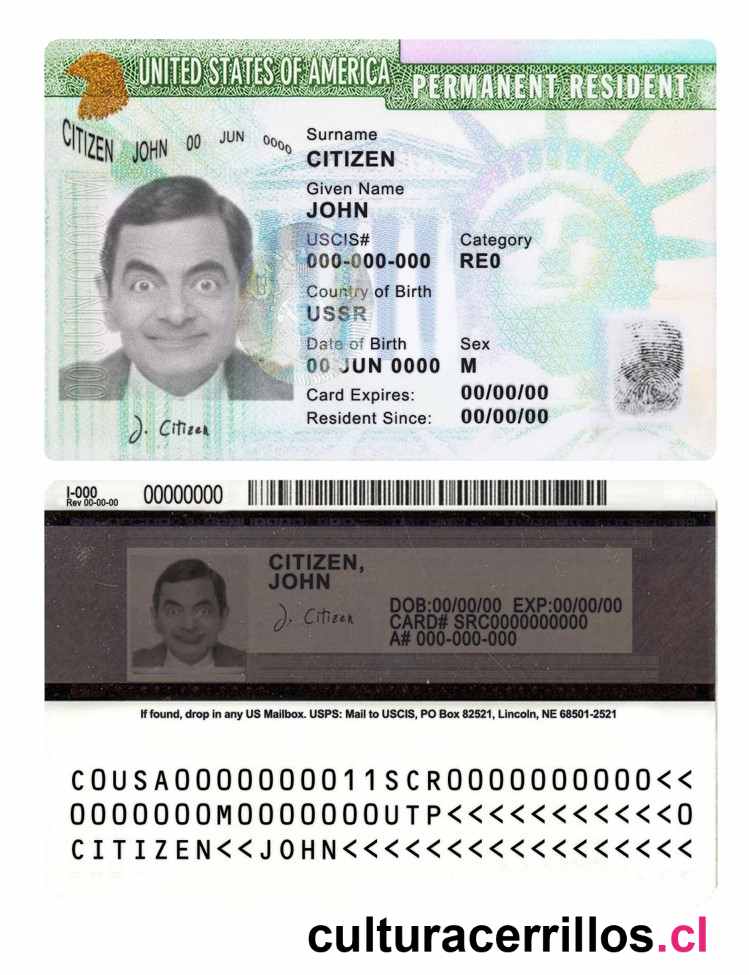 UNITED STATES OF AMERICA
PERMANENT RESIDENT
CITIZEN JOHN 00 JUN 0000
Surname
CITIZEN
Given Name
JOHN
USCIS# Category
000-000-000 RE0
Country of Birth
USSR
Date of Birth Sex
00 JUN 0000 M
Card Expires: 00/00/00
Resident Since: 00/00/00
J. Citizen
I-000
Rev 00-00-00
00000000
CITIZEN,
JOHN
J. Citizen
DOB:00/00/00 EXP:00/00/00
CARD# SRC0000000000
A# 000-000-000
If found, drop in any US Mailbox. USPS: Mail to USCIS, PO Box 82521, Lincoln, NE 68501-2521
COUSA0000000011SCR0000000000<<
0000000M0000000UTP<<<<<<<<<<<0
CITIZEN<<JOHN<<<<<<<<<<<<<<<<<
culturacerrillos.cl